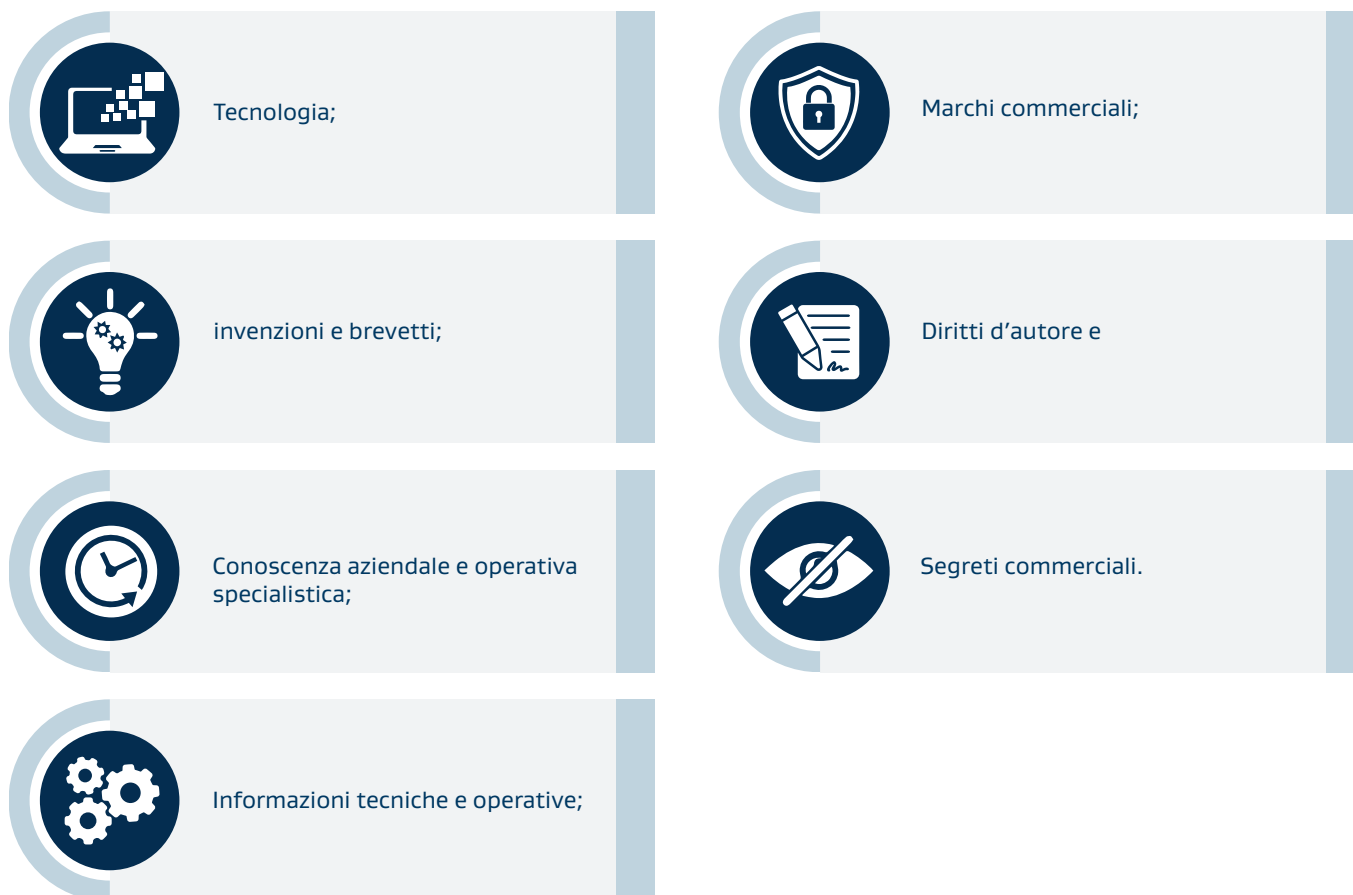 Tecnologia;
invenzioni e brevetti;
Conoscenza aziendale e operativa
specialistica;
Informazioni tecniche e operative;
Marchi commerciali;
Diritti d’autore e
Segreti commerciali.